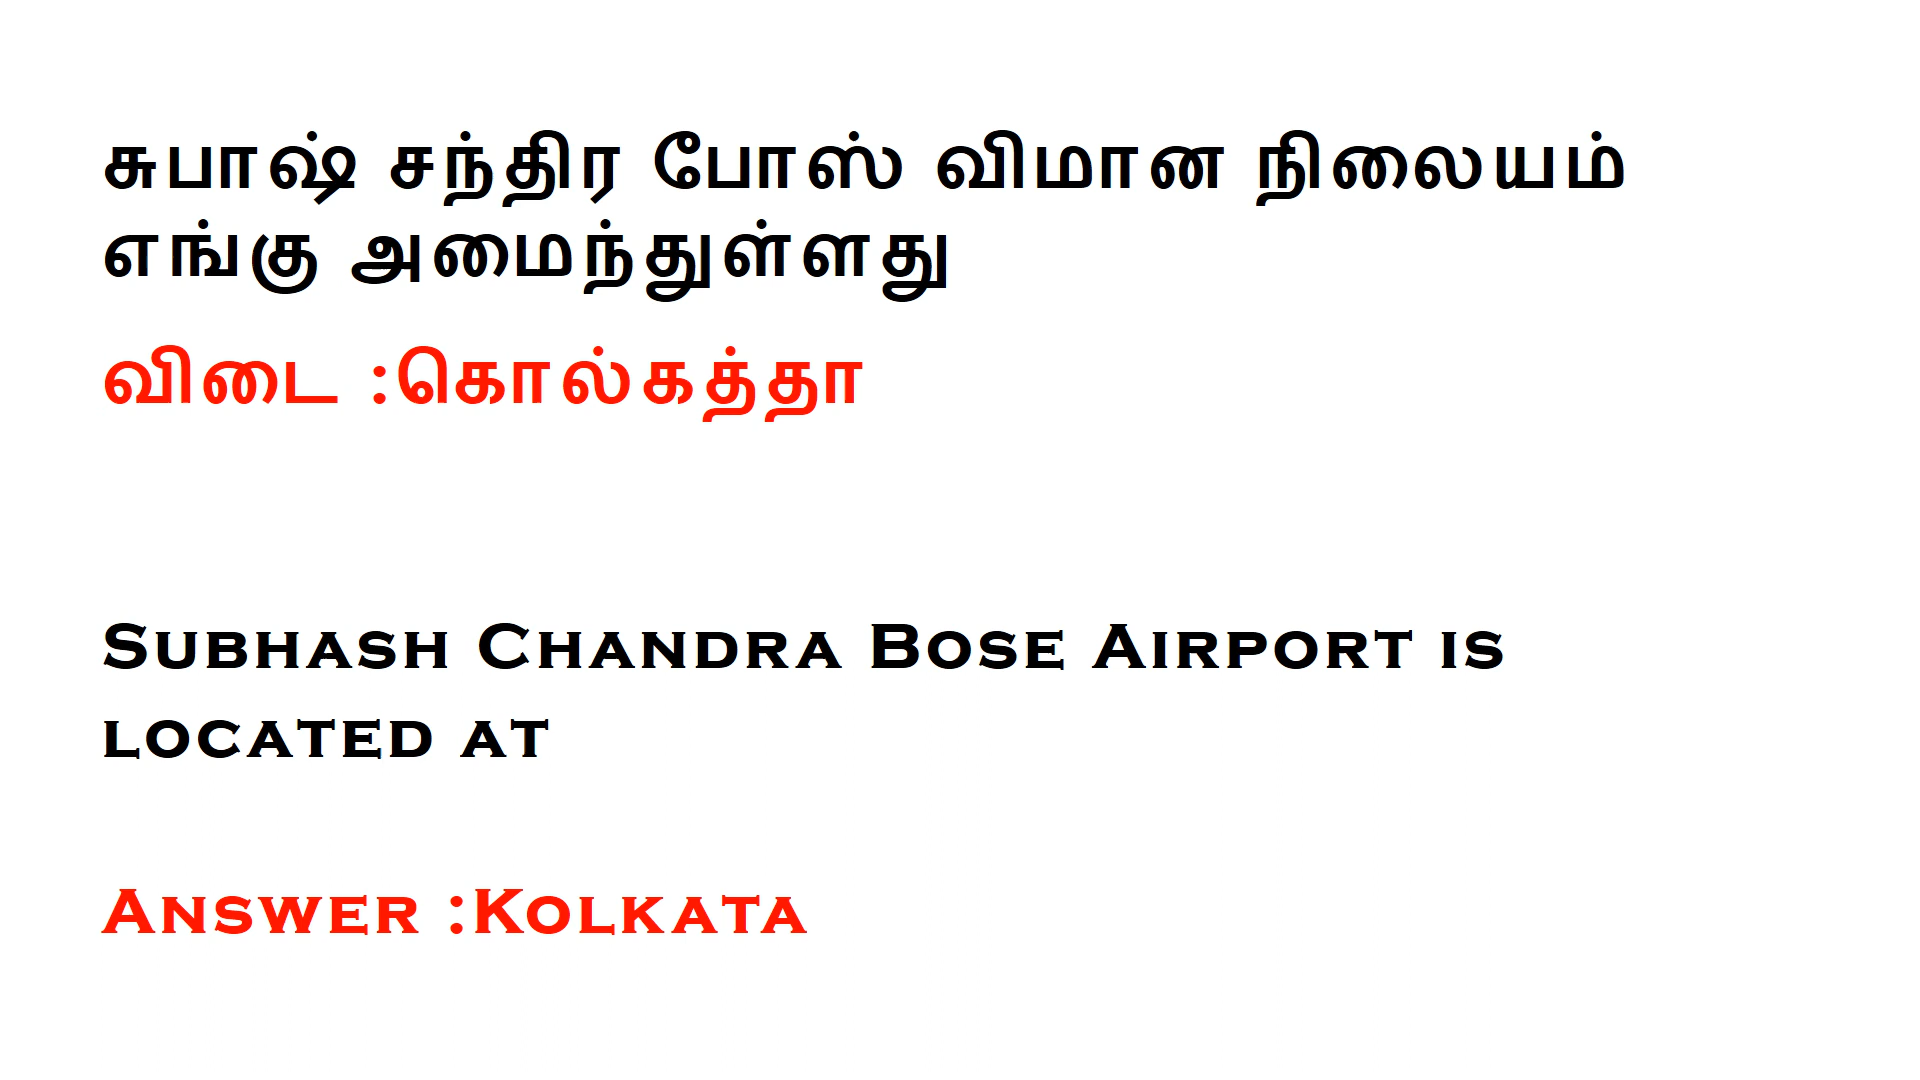 சுபாஷ் சந்திர போஸ் விமான நிலையம்
எங்கு அமைந்துள்ளது
விடை :கொல்கத்தா
Subhash Chandra Bose Airport is
located at
Answer :Kolkata